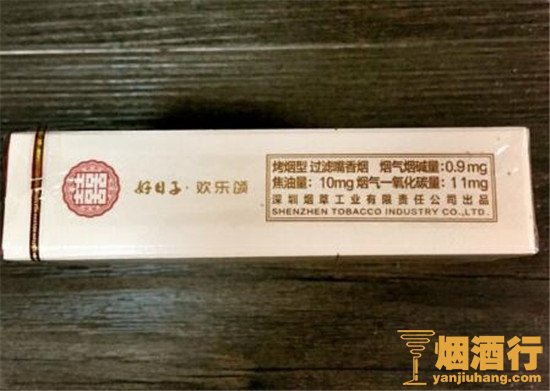 囍
好日子·欢乐颂
烤烟型 过滤嘴香烟 烟气烟碱量:0.9mg
焦油量: 10mg 烟气一氧化碳量: 11mg
深圳烟草工业有限责任公司出品
SHENZHEN TOBACCO INDUSTRY CO.,LTD.
烟酒行
yanjiuhang.com